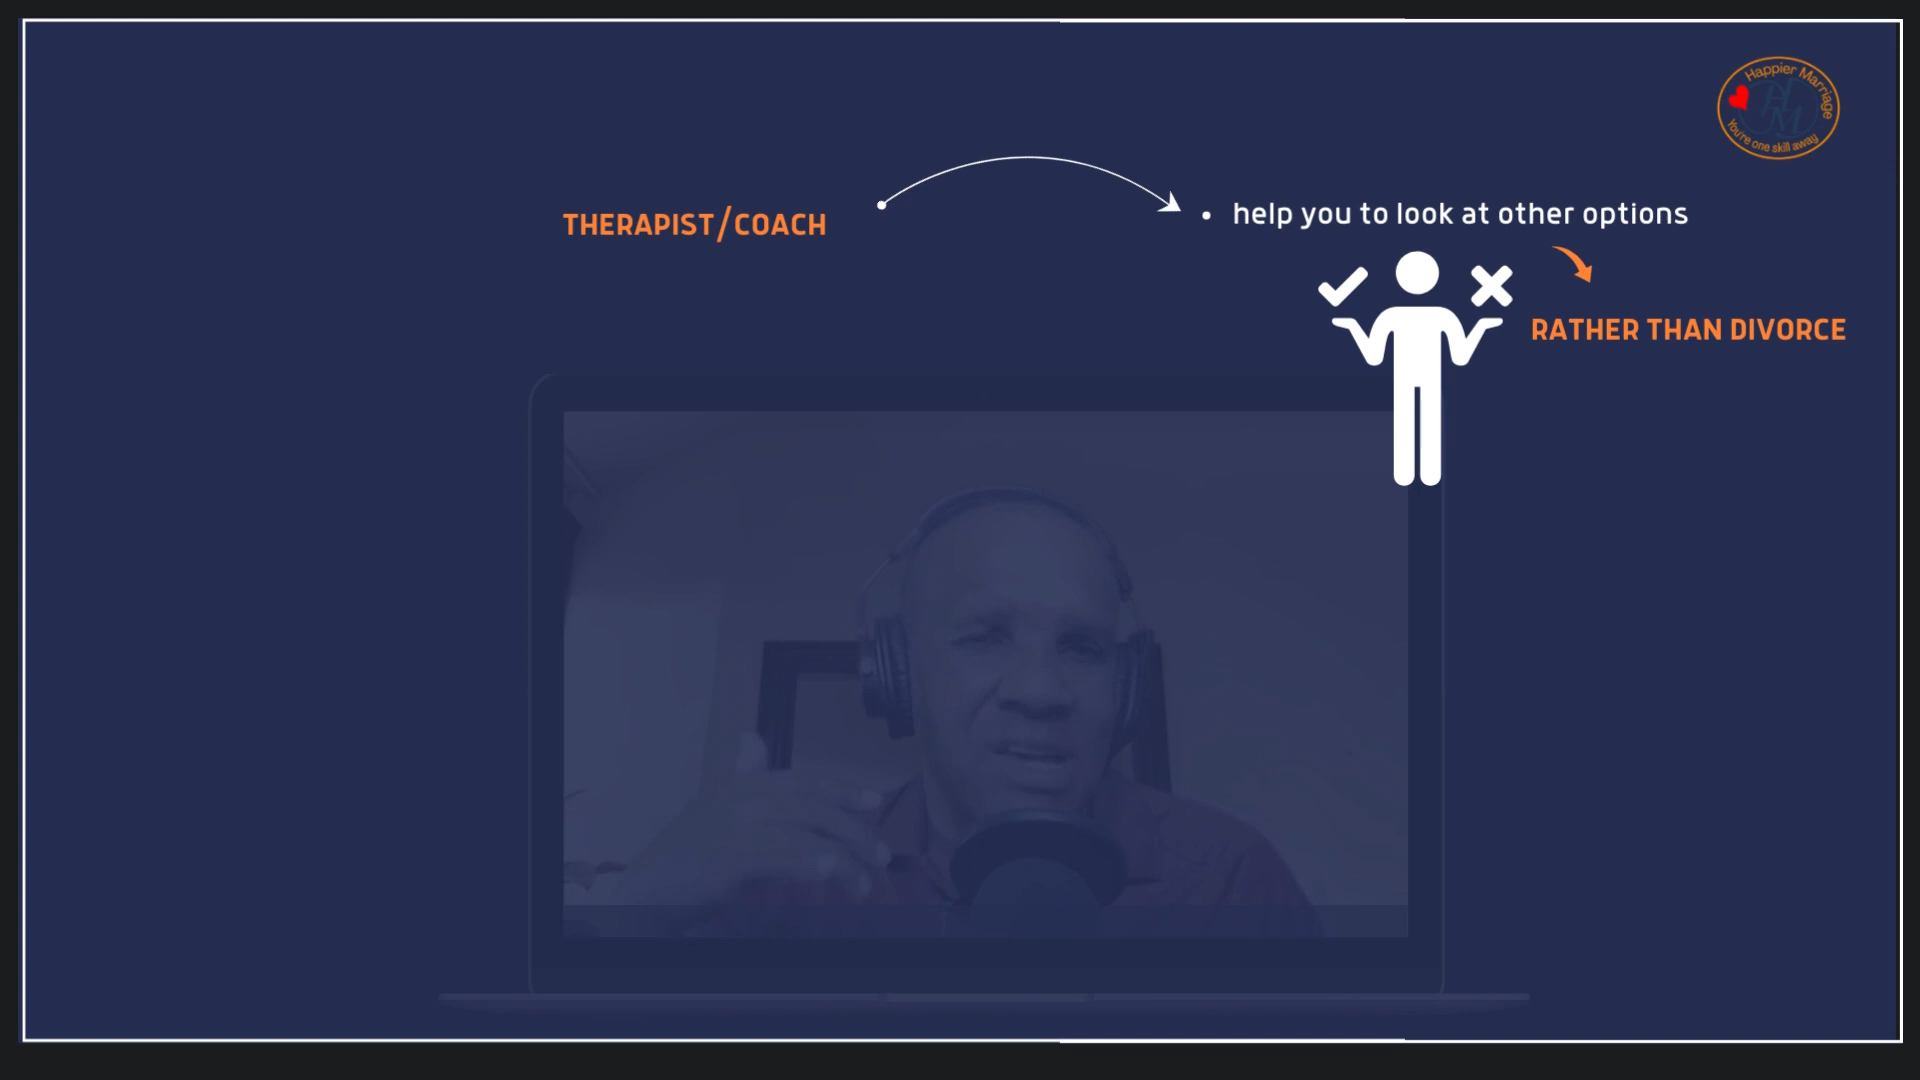 Happier Marriage
HM
You're one skill away
THERAPIST/COACH
• help you to look at other options
RATHER THAN DIVORCE